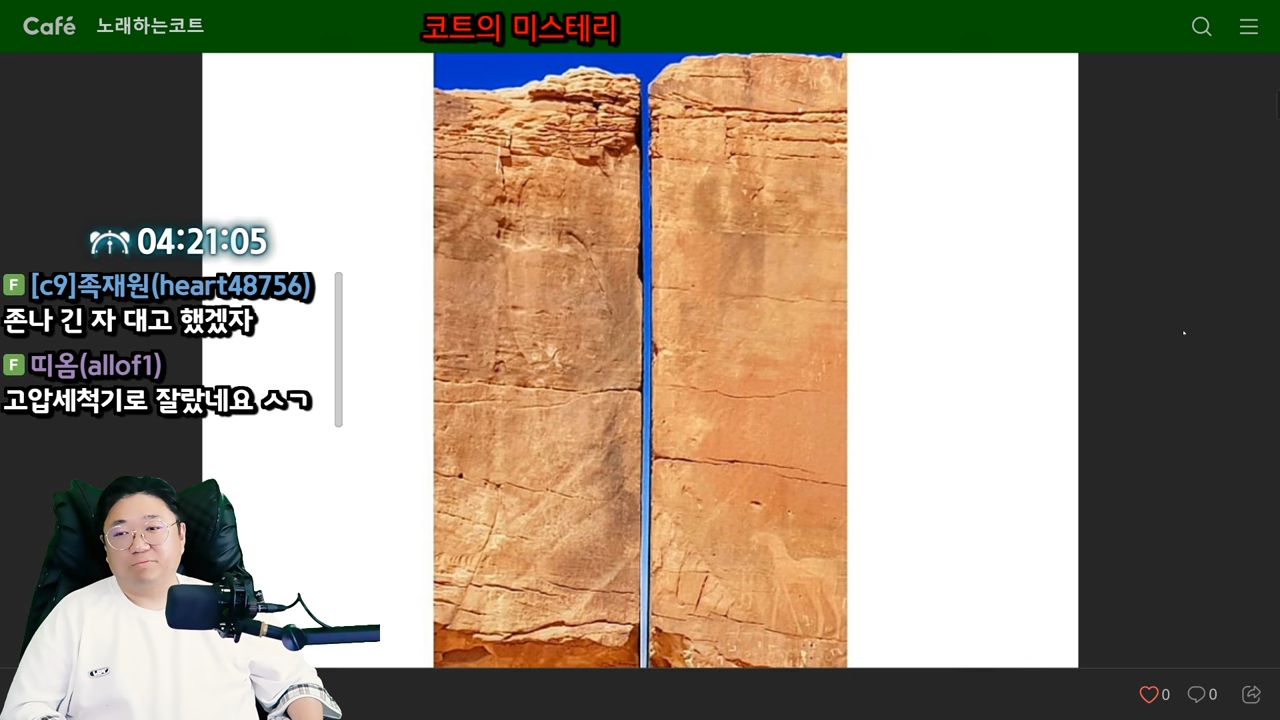 Café 노래하는코트
코트의 미스테리
04:21:05
F [c9]족재원(heart48756)
존나 긴 자 대고 했겠자
F 띠옴(allof1)
고압세척기로 잘랐네요 ㅅㄱ
0 0